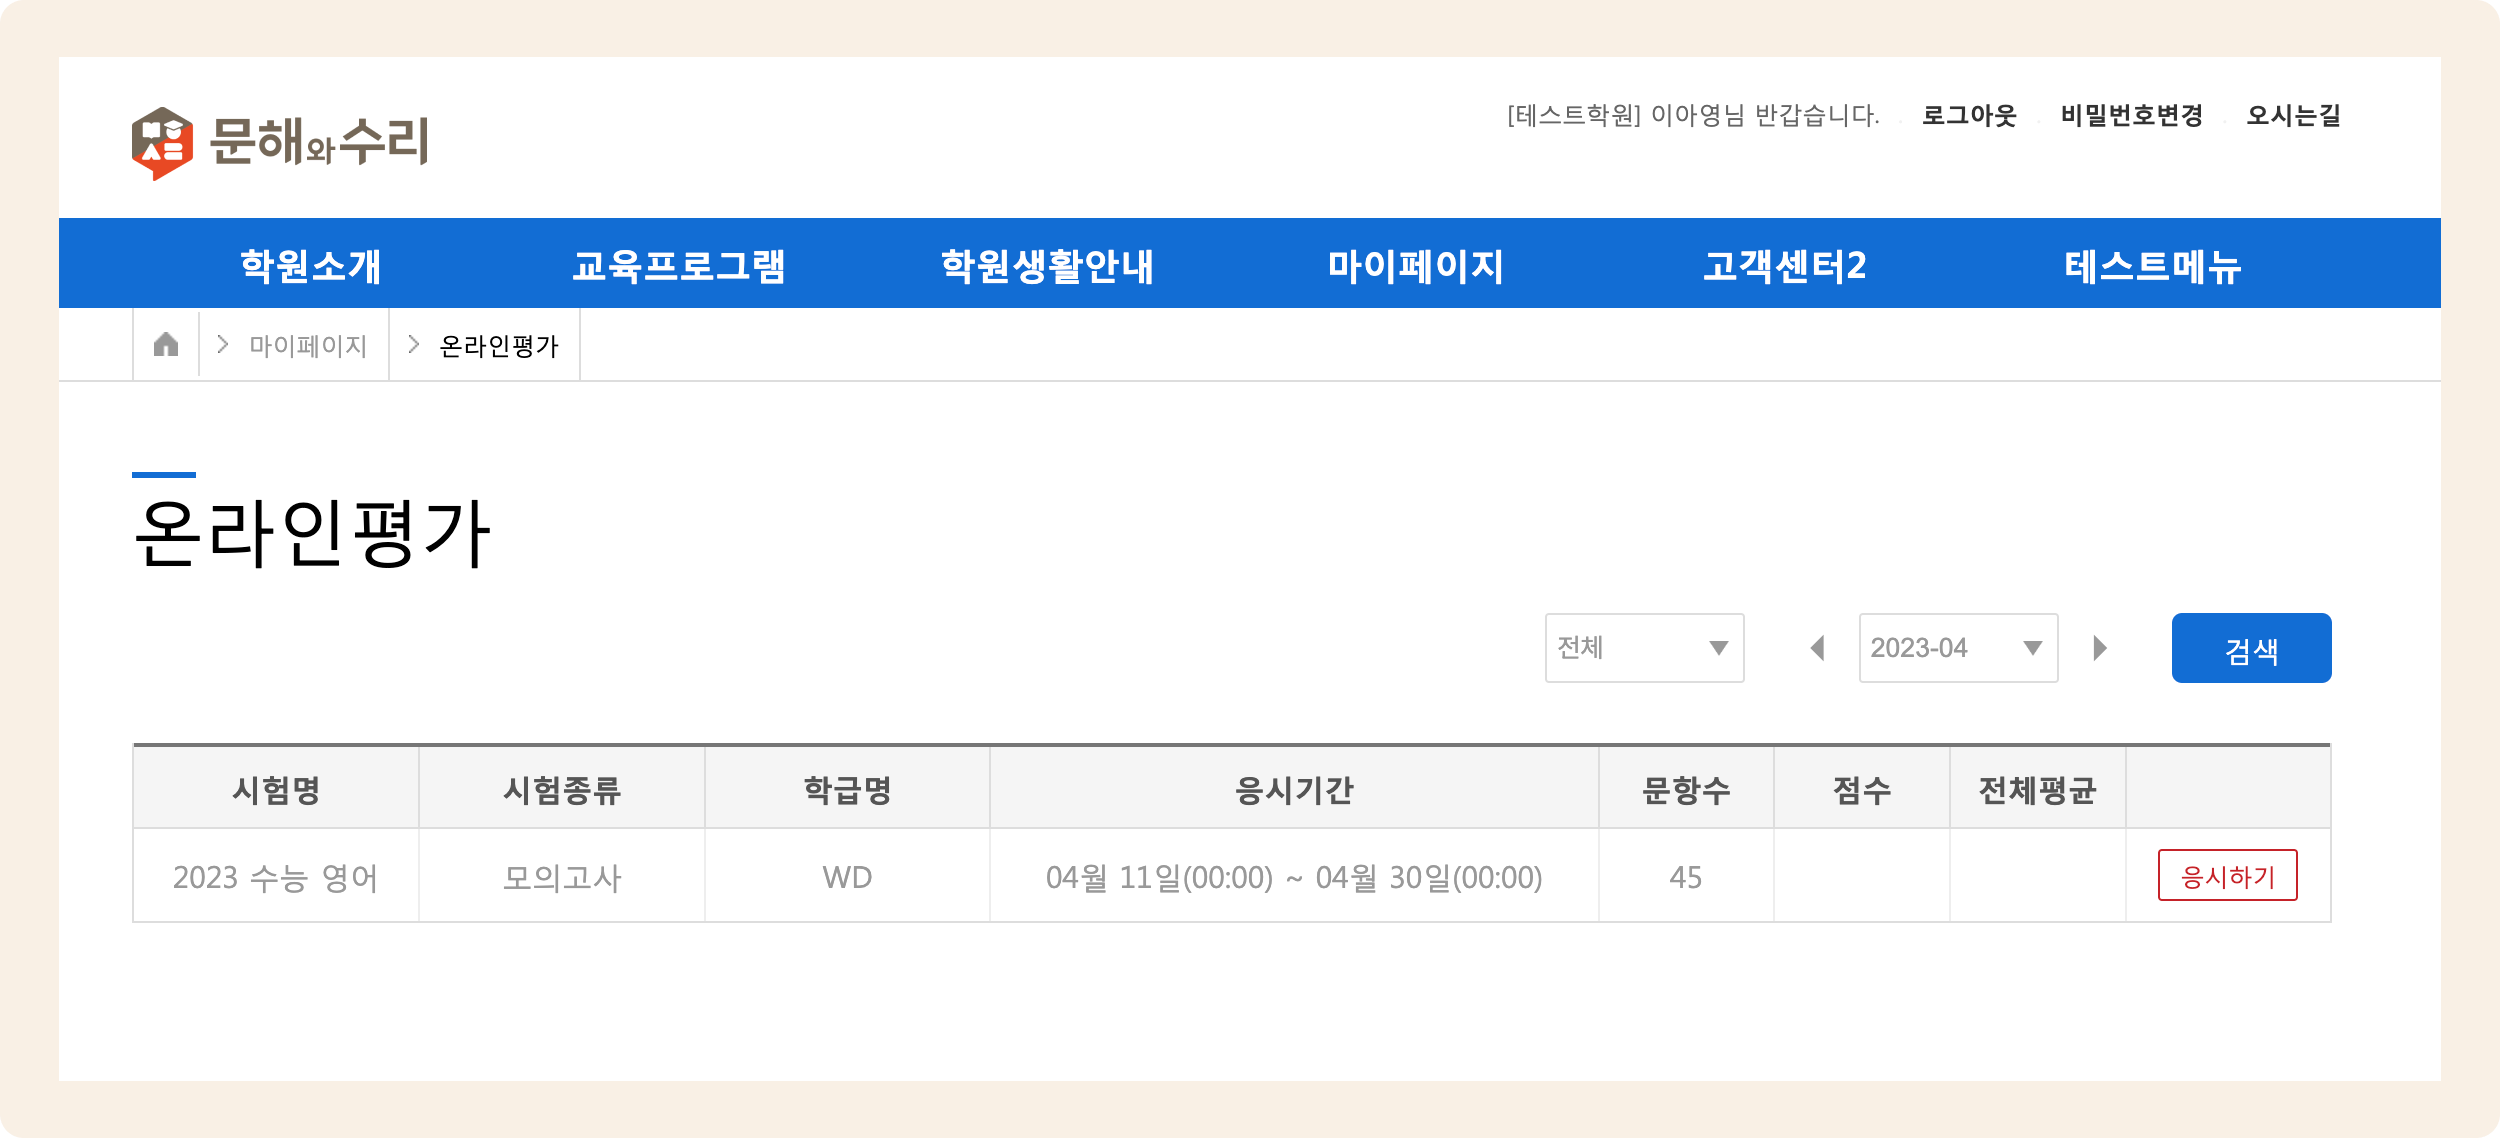 문해와수리
[테스트학원] 이아영님 반갑습니다. 로그아웃 비밀번호변경 오시는길
학원소개 교육프로그램 학원생활안내 마이페이지 고객센터2 테스트메뉴
마이페이지 온라인평가
온라인평가
전체 2023-04 검색
시험명 시험종류 학급명 응시기간 문항수 점수 전체평균
2023 수능 영어 모의고사 WD 04월 11일(00:00) ~ 04월 30일(00:00) 45 응시하기